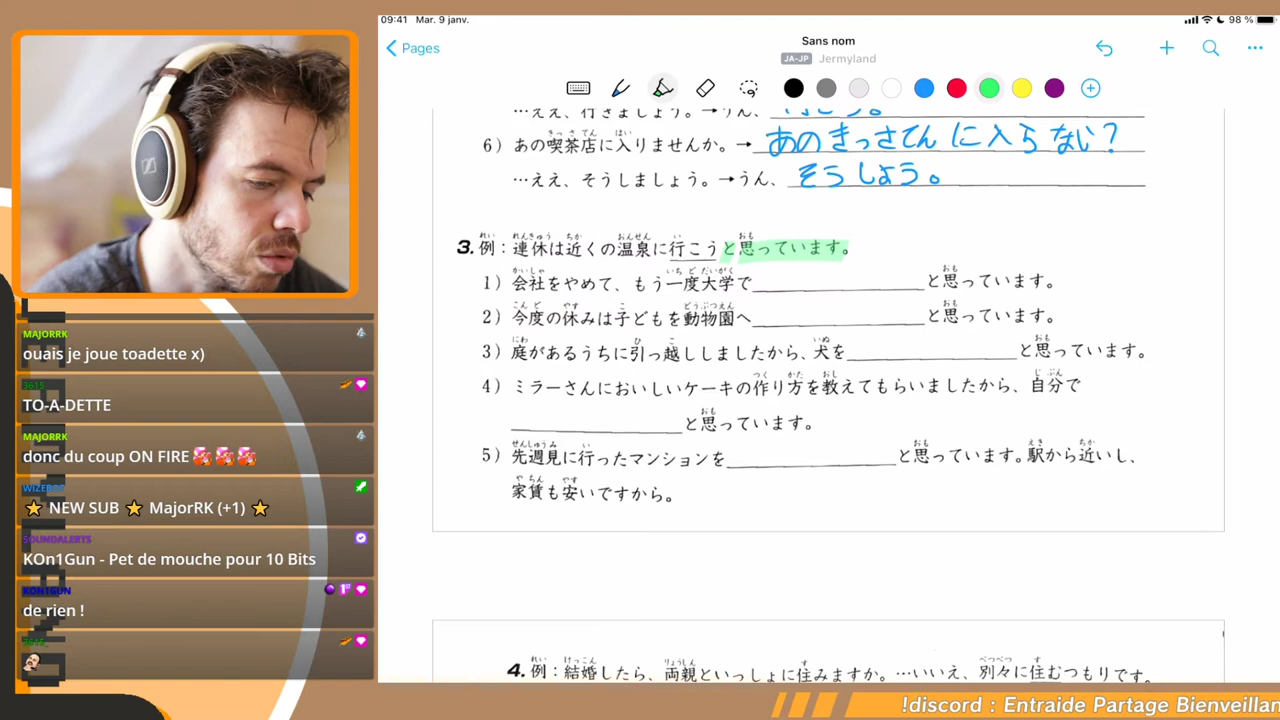 09:41 Mar. 9 janv.
98 %
Pages
Sans nom
JA-JP Jermyland
…ええ、行きましょう。→うん、行こう。
6）あの喫茶店に入りませんか。→ あのきっさてんに入らない？
…ええ、そうしましょう。→うん、そうしよう。
3. 例：連休は近くの温泉に行こうと思っています。
1）会社をやめて、もう一度大学で＿＿＿＿と思っています。
2）今度の休みは子どもを動物園へ＿＿＿＿と思っています。
3）庭があるうちに引っ越ししましたから、犬を＿＿＿＿と思っています。
4）ミラーさんにおいしいケーキの作り方を教えてもらいましたから、自分で
＿＿＿＿と思っています。
5）先週見に行ったマンションを＿＿＿＿と思っています。駅から近いし、
家賃も安いですから。
4. 例：結婚したら、両親といっしょに住みますか。…いいえ、別々に住むつもりです。
MAJORRK
ouais je joue toadette x)
3615
TO-A-DETTE
MAJORRK
donc du coup ON FIRE
NEW SUB MajorRK (+1)
SOUNDALERTS
KOn1Gun - Pet de mouche pour 10 Bits
KON1GUN
de rien !
!discord : Entraide Partage Bienveillan